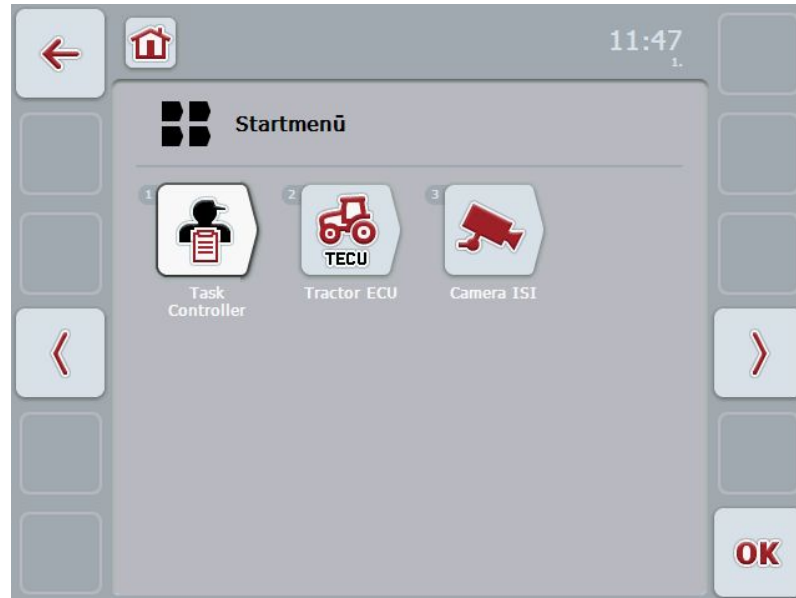 11:47
1.
Startmenū
1
2
3
TECU
Task
Controller
Tractor ECU
Camera ISI
OK